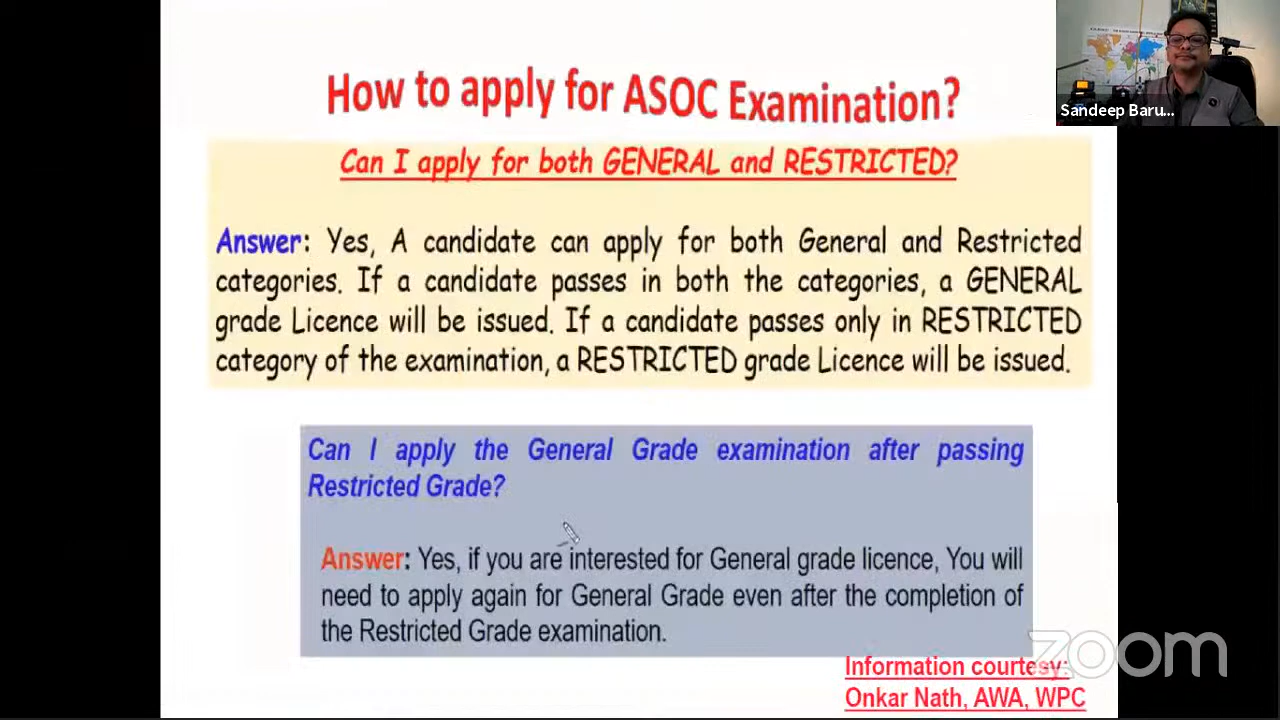 How to apply for ASOC Examination?
Sandeep Baru...
Can I apply for both GENERAL and RESTRICTED?
Answer: Yes, A candidate can apply for both General and Restricted
categories. If a candidate passes in both the categories, a GENERAL
grade Licence will be issued. If a candidate passes only in RESTRICTED
category of the examination, a RESTRICTED grade Licence will be issued.
Can I apply the General Grade examination after passing
Restricted Grade?
Answer: Yes, if you are interested for General grade licence, You will
need to apply again for General Grade even after the completion of
the Restricted Grade examination.
zoom
Information courtesy:
Onkar Nath, AWA, WPC